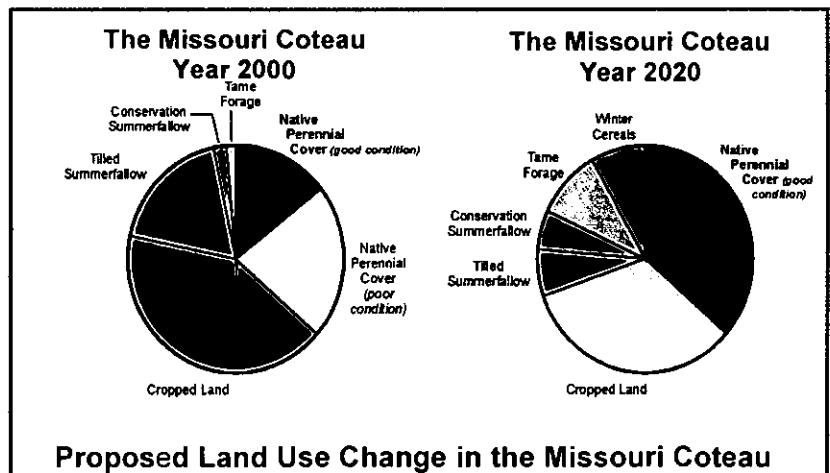 The Missouri Coteau
Year 2000
Tame
Forage
Conservation
Summerfallow
Native
Perennial
Cover (good condition)
Tilled
Summerfallow
Native
Perennial
Cover
(poor
condition)
Cropped Land
The Missouri Coteau
Year 2020
Winter
Cereals
Native
Perennial
Cover (good
condition)
Tame
Forage
Conservation
Summerfallow
Tilled
Summerfallow
Cropped Land
Proposed Land Use Change in the Missouri Coteau